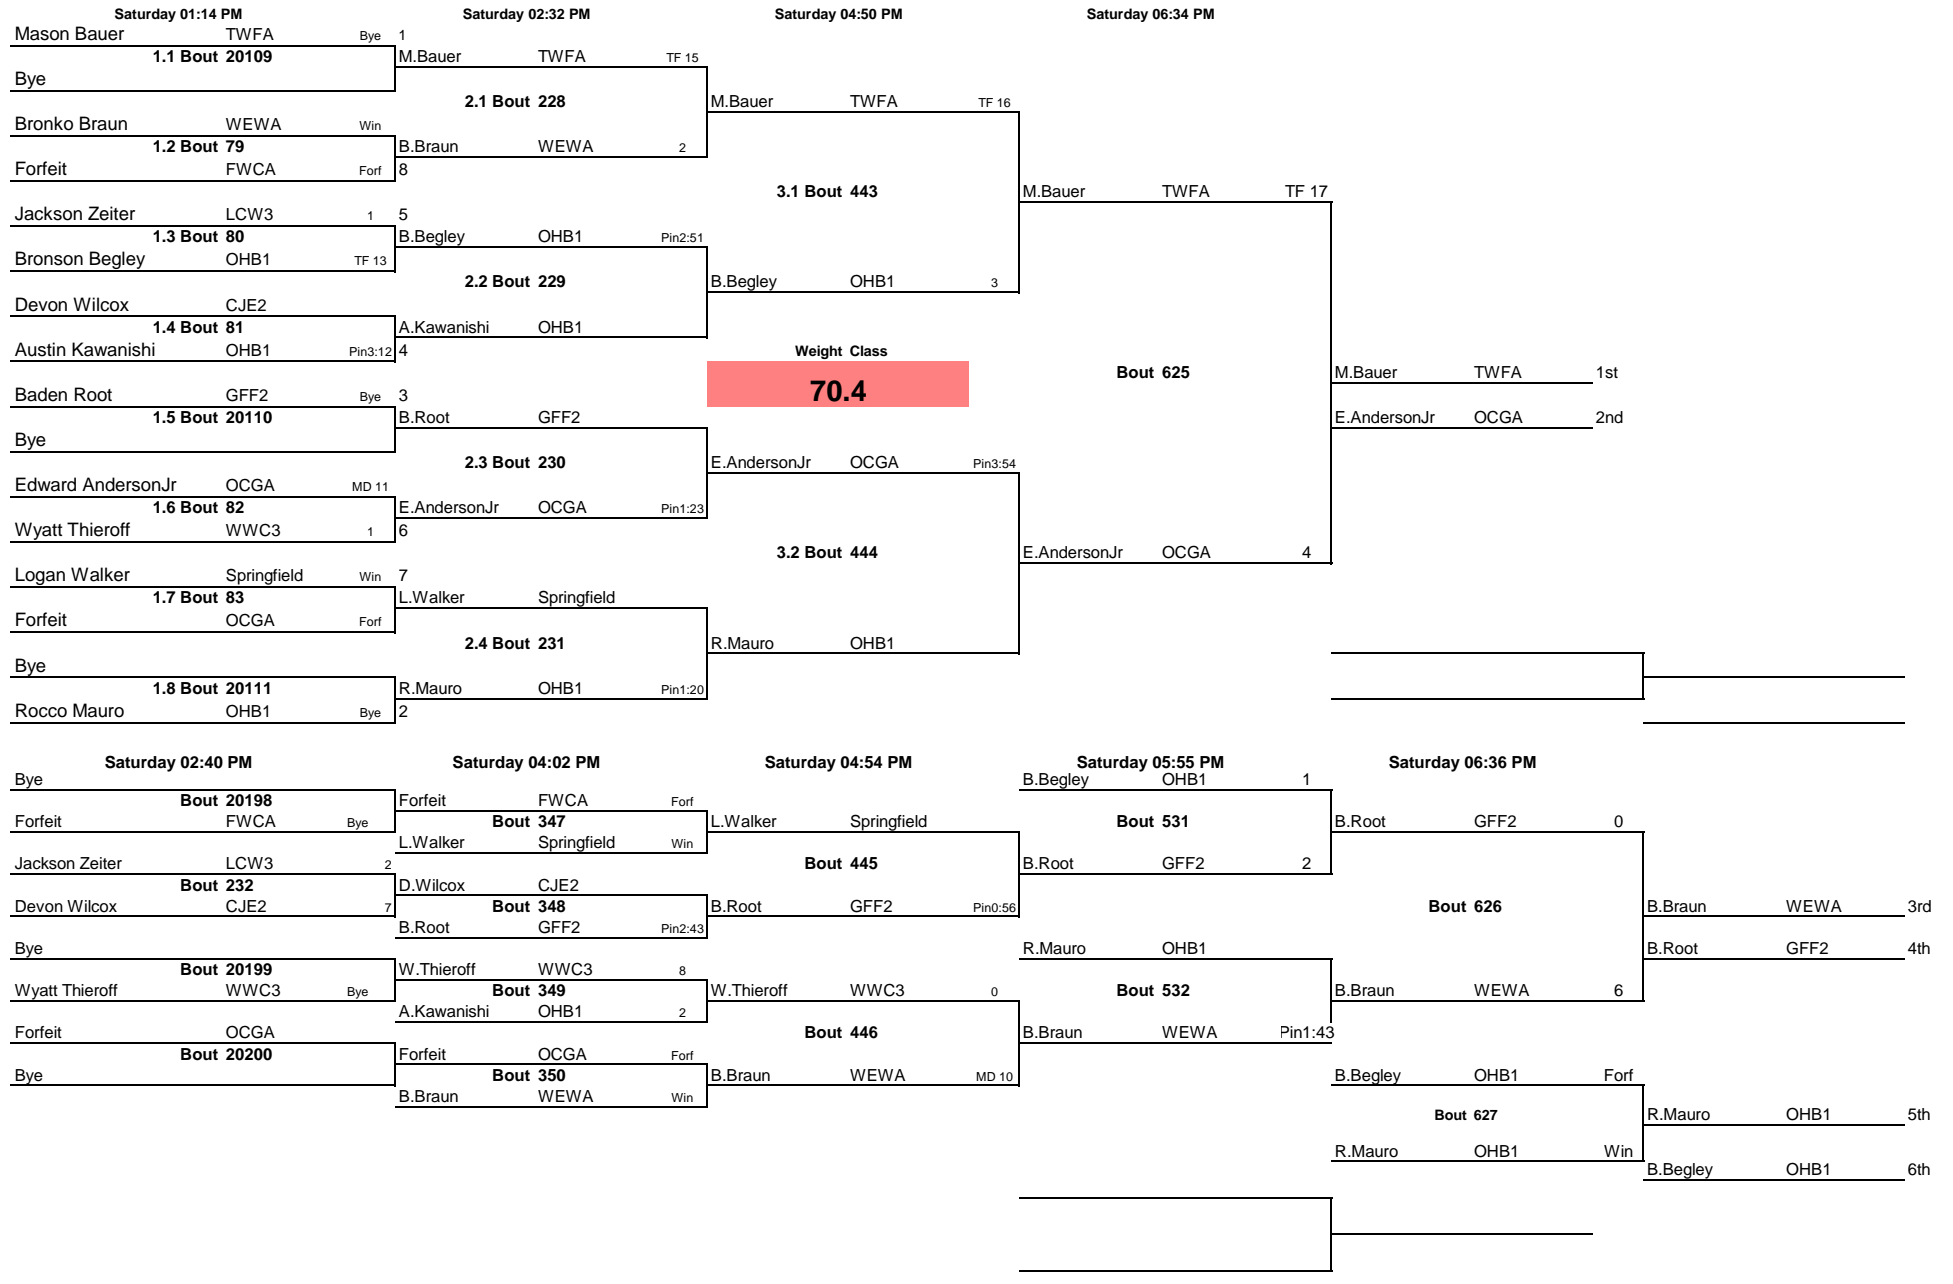 Saturday 01:14 PM Saturday 02:32 PM Saturday 04:50 PM Saturday 06:34 PM
Mason Bauer TWFA Bye 1
1.1 Bout 20109 M.Bauer TWFA TF 15
Bye
2.1 Bout 228 M.Bauer TWFA TF 16
Bronko Braun WEWA Win
1.2 Bout 79 B.Braun WEWA 2
Forfeit FWCA Forf 8
3.1 Bout 443 M.Bauer TWFA TF 17
Jackson Zeiter LCW3 1 5
1.3 Bout 80 B.Begley OHB1 Pin2:51
Bronson Begley OHB1 TF 13
2.2 Bout 229 B.Begley OHB1 3
Devon Wilcox CJE2
1.4 Bout 81 A.Kawanishi OHB1
Austin Kawanishi OHB1 Pin3:12 4 Weight Class
Bout 625 M.Bauer TWFA 1st
Baden Root GFF2 Bye 3 70.4
1.5 Bout 20110 B.Root GFF2 E.AndersonJr OCGA 2nd
Bye
2.3 Bout 230 E.AndersonJr OCGA Pin3:54
Edward AndersonJr OCGA MD 11
1.6 Bout 82 E.AndersonJr OCGA Pin1:23
Wyatt Thieroff WWC3 1 6
3.2 Bout 444 E.AndersonJr OCGA 4
Logan Walker Springfield Win 7
1.7 Bout 83 L.Walker Springfield
Forfeit OCGA Forf
2.4 Bout 231 R.Mauro OHB1
Bye
1.8 Bout 20111 R.Mauro OHB1 Pin1:20
Rocco Mauro OHB1 Bye 2
Saturday 02:40 PM Saturday 04:02 PM Saturday 04:54 PM Saturday 05:55 PM Saturday 06:36 PM
Bye B.Begley OHB1 1
Bout 20198 Forfeit FWCA Forf
Forfeit FWCA Bye Bout 347 L.Walker Springfield Bout 531 B.Root GFF2 0
L.Walker Springfield Win
Jackson Zeiter LCW3 2 Bout 445 B.Root GFF2 2
Bout 232 D.Wilcox CJE2
Devon Wilcox CJE2 7 Bout 348 B.Root GFF2 Pin0:56 Bout 626 B.Braun WEWA 3rd
B.Root GFF2 Pin2:43
Bye R.Mauro OHB1 B.Root GFF2 4th
Bout 20199 W.Thieroff WWC3 8
Wyatt Thieroff WWC3 Bye Bout 349 W.Thieroff WWC3 0 Bout 532 B.Braun WEWA 6
A.Kawanishi OHB1 2
Forfeit OCGA Bout 446 B.Braun WEWA Pin1:43
Bout 20200 Forfeit OCGA Forf
Bye Bout 350 B.Braun WEWA MD 10 B.Begley OHB1 Forf
B.Braun WEWA Win
Bout 627 R.Mauro OHB1 5th
R.Mauro OHB1 Win
B.Begley OHB1 6th